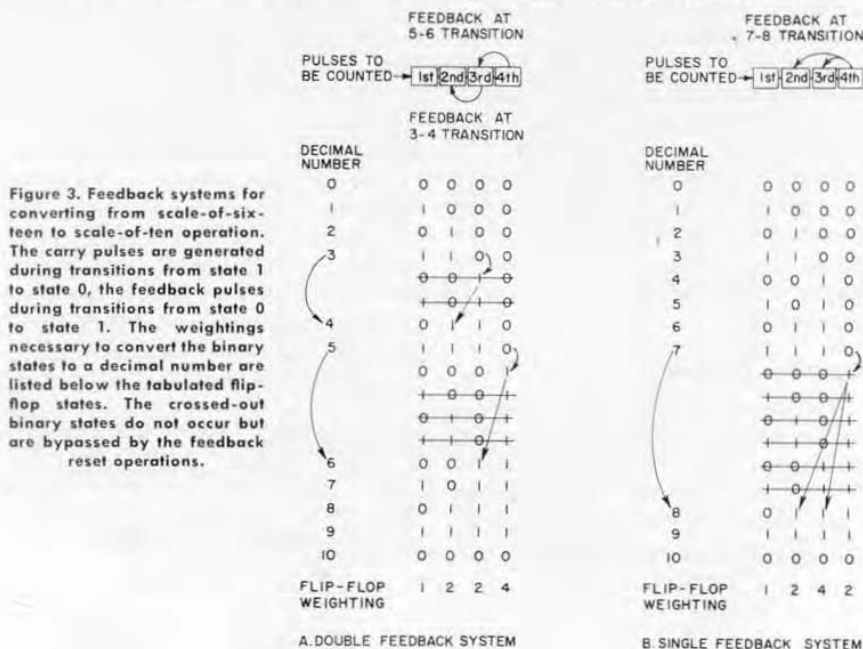 Figure 3. Feedback systems for
converting from scale-of-six-
teen to scale-of-ten operation.
The carry pulses are generated
during transitions from state 1
to state 0, the feedback pulses
during transitions from state 0
to state 1. The weightings
necessary to convert the binary
states to a decimal number are
listed below the tabulated flip-
flop states. The crossed-out
binary states do not occur but
are bypassed by the feedback
reset operations.
FEEDBACK AT
5-6 TRANSITION
PULSES TO
BE COUNTED
1st 2nd 3rd 4th
FEEDBACK AT
3-4 TRANSITION
DECIMAL
NUMBER
0 0 0 0 0
1 1 0 0 0
2 0 1 0 0
3 1 1 0 0
0 0 1 0
1 0 1 0
4 0 1 1 0
5 1 1 1 0
0 0 0 1
1 0 0 1
0 1 0 1
1 1 0 1
6 0 0 1 1
7 1 0 1 1
8 0 1 1 1
9 1 1 1 1
10 0 0 0 0
FLIP-FLOP 1 2 2 4
WEIGHTING
A. DOUBLE FEEDBACK SYSTEM
FEEDBACK AT
7-8 TRANSITION
PULSES TO
BE COUNTED
1st 2nd 3rd 4th
DECIMAL
NUMBER
0 0 0 0 0
1 1 0 0 0
2 0 1 0 0
3 1 1 0 0
4 0 0 1 0
5 1 0 1 0
6 0 1 1 0
7 1 1 1 0
0 0 0 1
1 0 0 1
0 1 0 1
1 1 0 1
0 0 1 1
1 0 1 1
8 0 1 1 1
9 1 1 1 1
10 0 0 0 0
FLIP-FLOP 1 2 4 2
WEIGHTING
B. SINGLE FEEDBACK SYSTEM